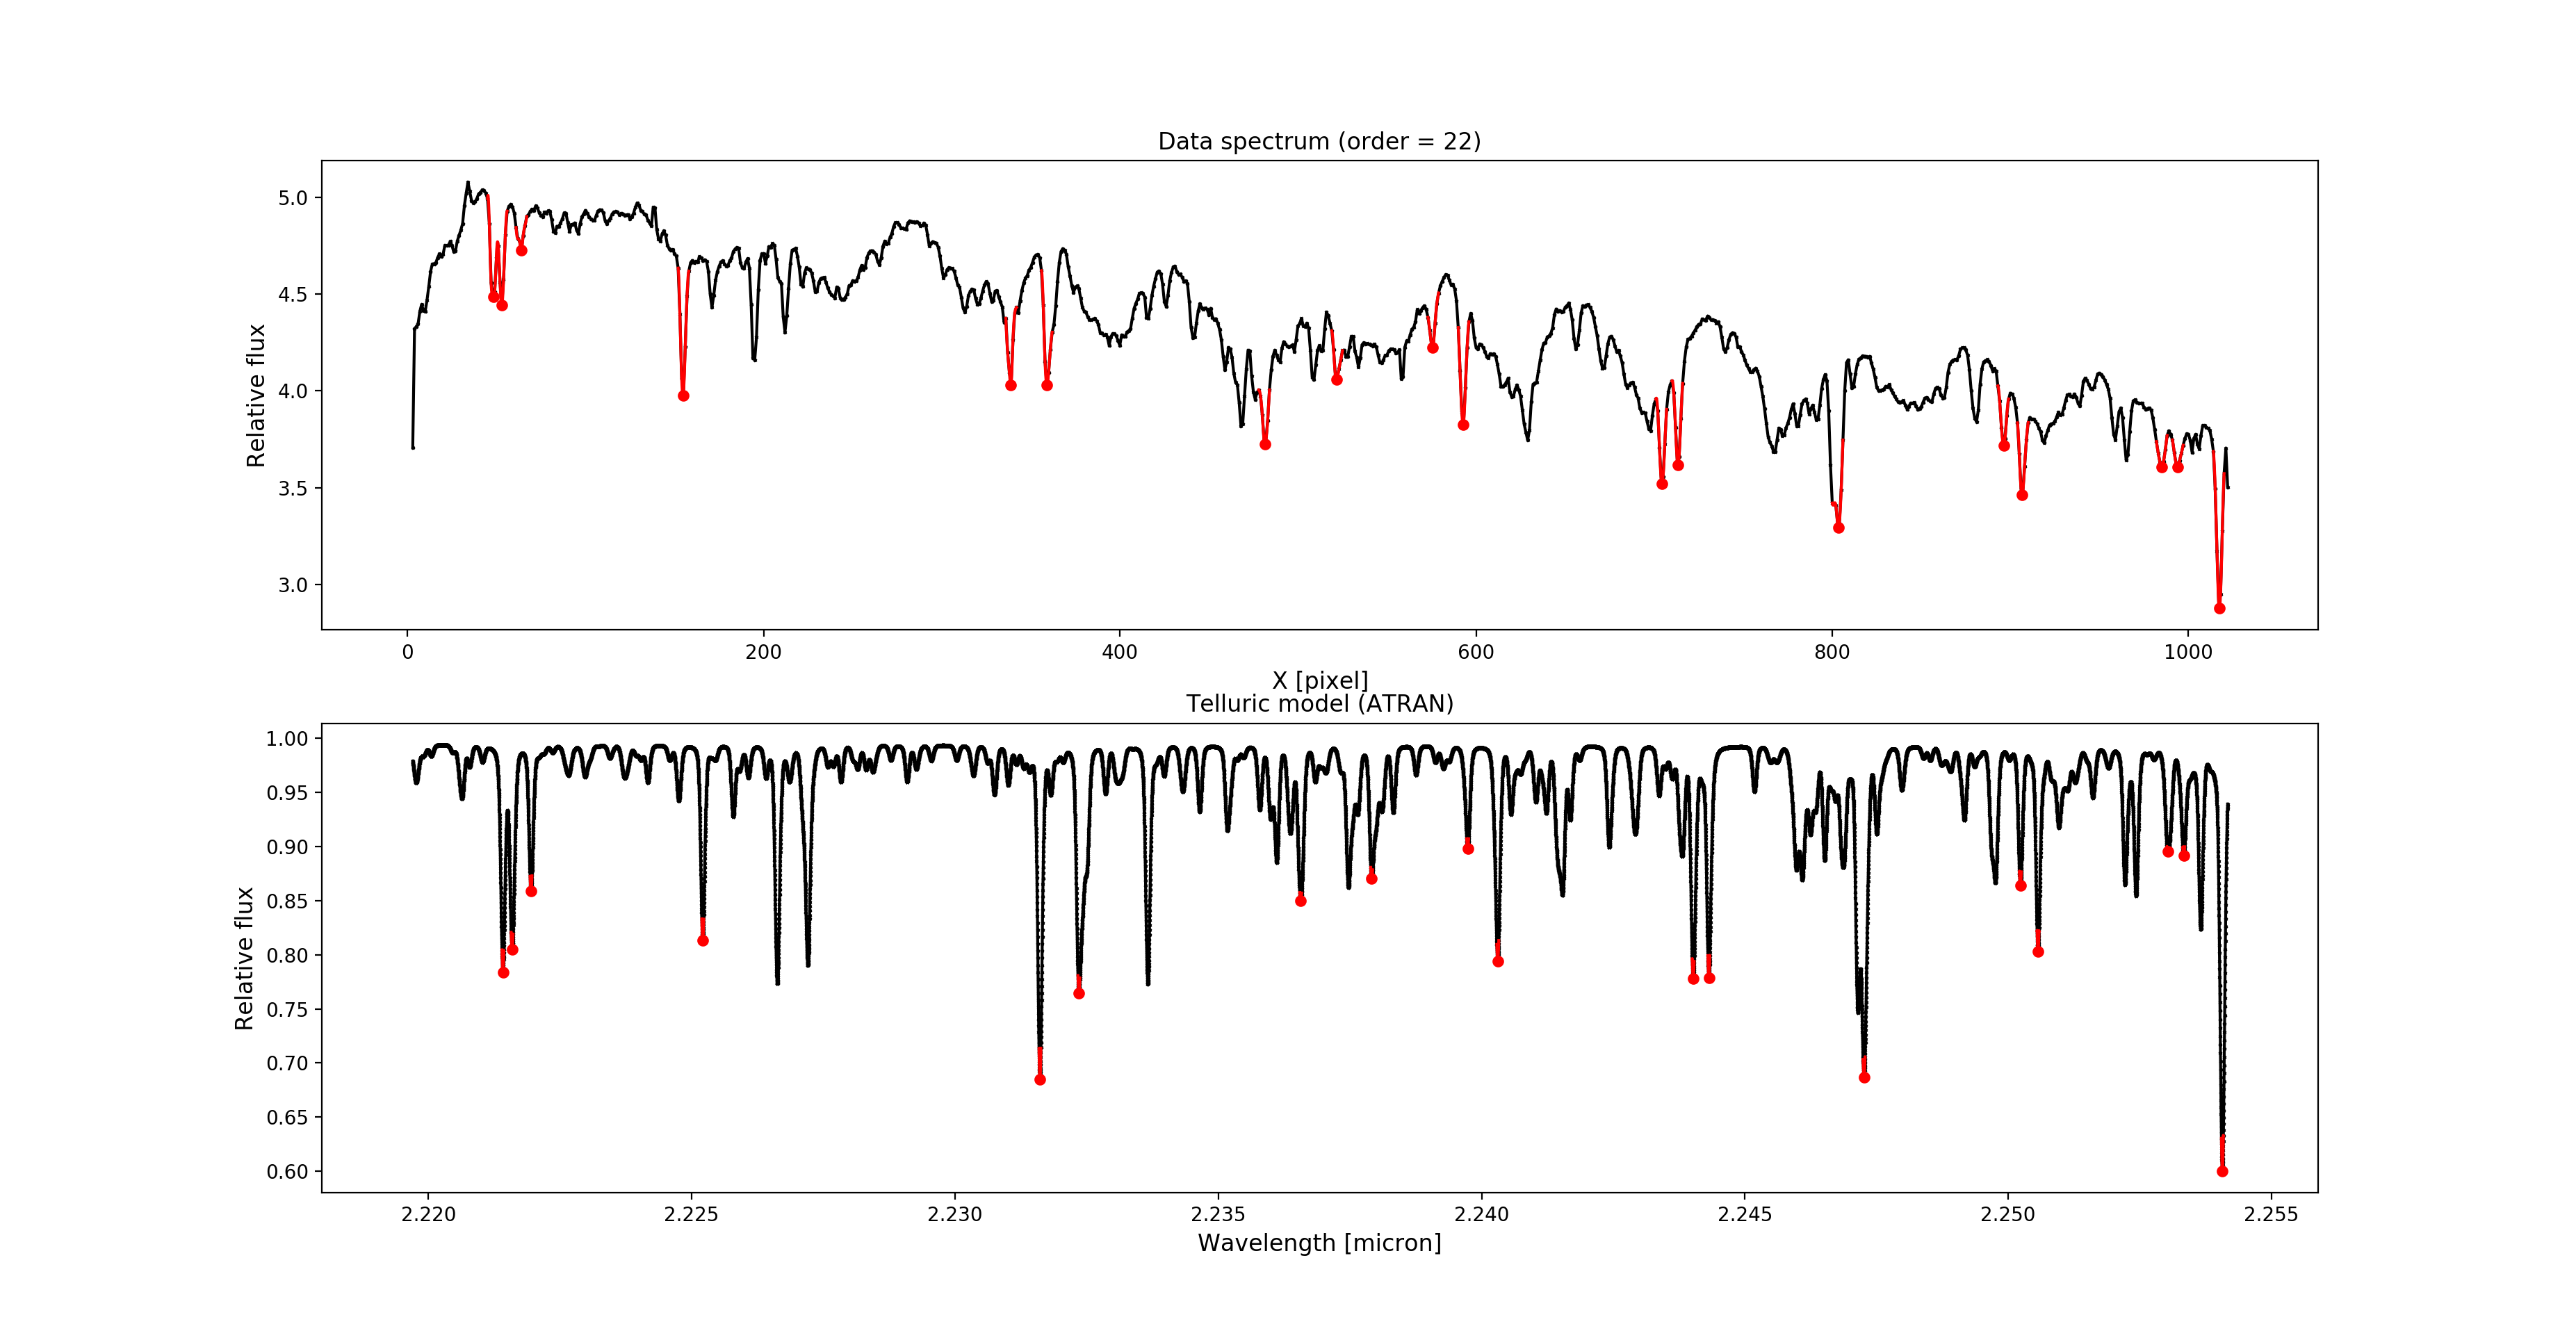 Data spectrum (order = 22)
5.0
4.5
4.0
3.5
3.0
Relative flux
0 200 400 600 800 1000
X [pixel]
Telluric model (ATRAN)
1.00
0.95
0.90
0.85
0.80
0.75
0.70
0.65
0.60
Relative flux
2.220 2.225 2.230 2.235 2.240 2.245 2.250 2.255
Wavelength [micron]